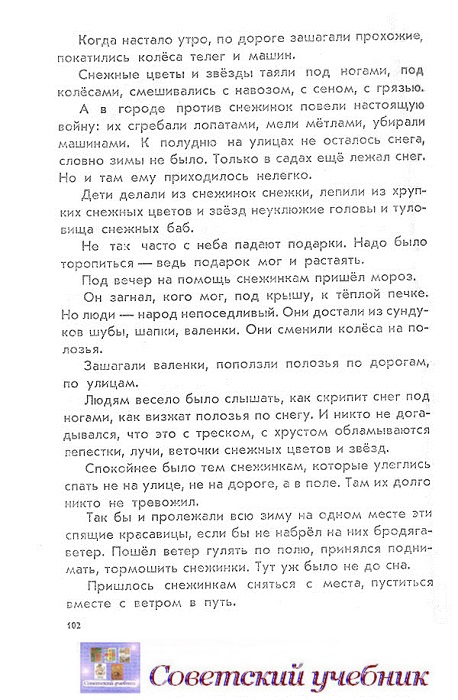 Когда настало утро, по дороге зашагали прохожие,
покатились колёса телег и машин.
Снежные цветы и звёзды таяли под ногами, под
колёсами, смешивались с навозом, с сеном, с грязью.
А в городе против снежинок повели настоящую
войну: их сгребали лопатами, мели мётлами, убирали
машинами. К полудню на улицах не осталось снега,
словно зимы не было. Только в садах ещё лежал снег.
Но и там ему приходилось нелегко.
Дети делали из снежинок снежки, лепили из хруп-
ких снежных цветов и звёзд неуклюжие головы и туло-
вища снежных баб.
Не так часто с неба падают подарки. Надо было
торопиться — ведь подарок мог и растаять.
Под вечер на помощь снежинкам пришёл мороз.
Он загнал, кого мог, под крышу, к тёплой печке.
Но люди — народ непоседливый. Они достали из сунду-
ков шубы, шапки, валенки. Они сменили колёса на по-
лозья.
Зашагали валенки, поползли полозья по дорогам,
по улицам.
Людям весело было слышать, как скрипит снег под
ногами, как визжат полозья по снегу. И никто не дога-
дывался, что это с треском, с хрустом обламываются
лепестки, лучи, веточки снежных цветов и звёзд.
Спокойнее было тем снежинкам, которые улеглись
спать не на улице, не на дороге, а в поле. Там их долго
никто не тревожил.
Так бы и пролежали всю зиму на одном месте эти
спящие красавицы, если бы не набрёл на них бродяга-
ветер. Пошёл ветер гулять по полю, принялся подни-
мать, тормошить снежинки. Тут уж было не до сна.
Пришлось снежинкам сняться с места, пуститься
вместе с ветром в путь.
102
Советский учебник